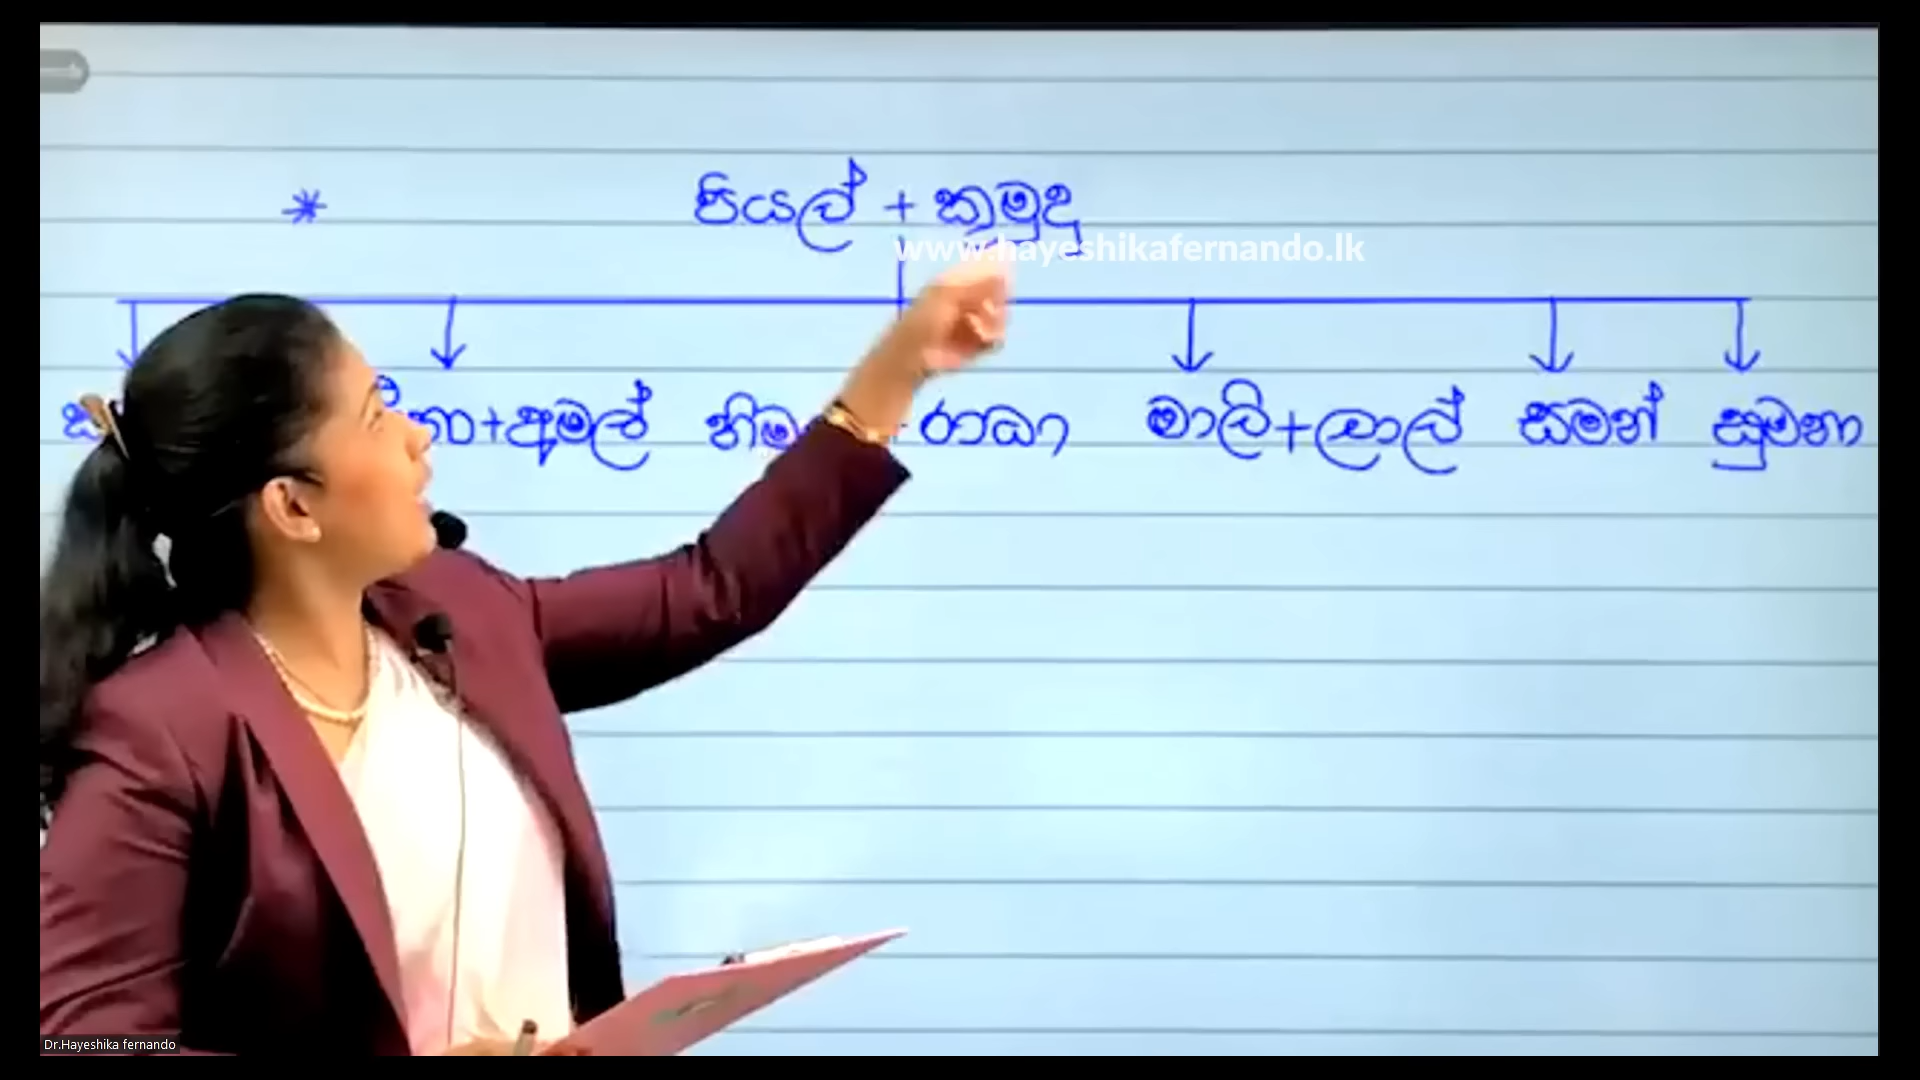 * පියල් + කුමුදු
www.hayeshikafernando.lk
+අමල් රාධා මාලි+ලාල් සමන් සුමනා
Dr.Hayeshika fernando